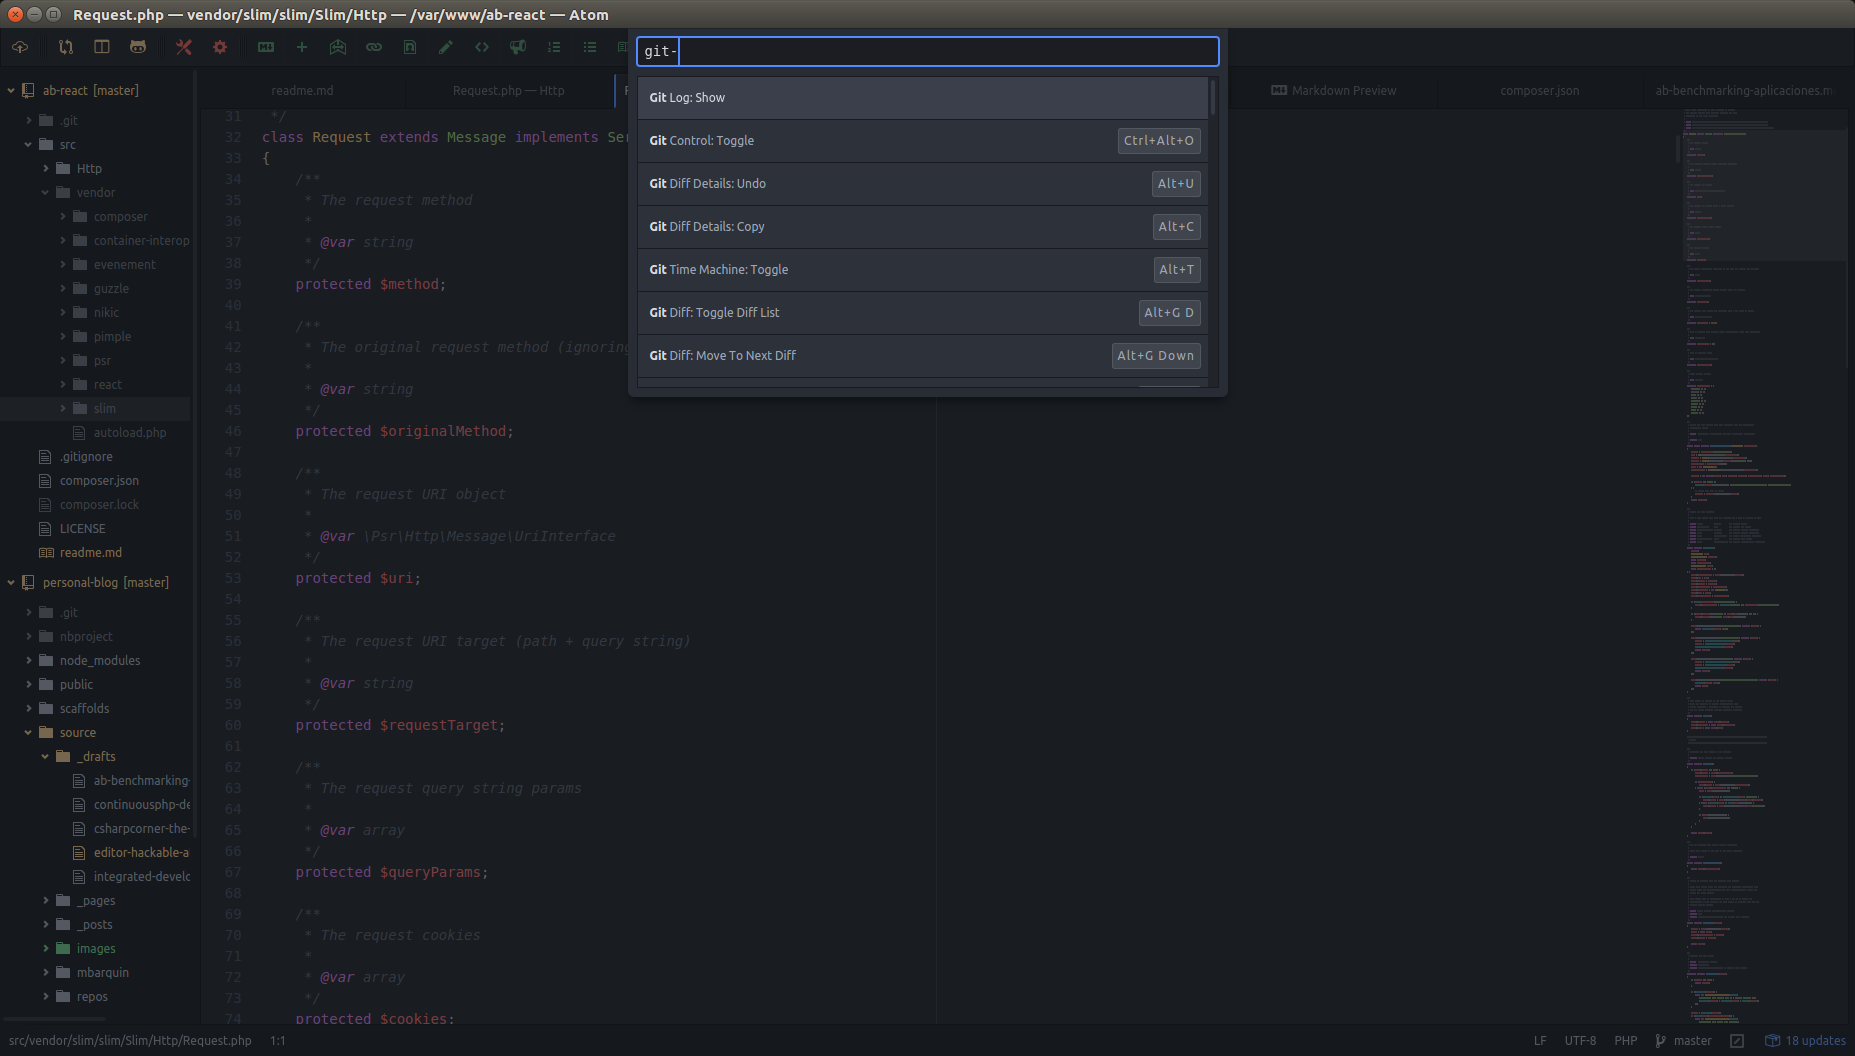 Request.php — vendor/slim/slim/Slim/Http — /var/www/ab-react — Atom
git-
Git Log: Show
Git Control: Toggle Ctrl+Alt+O
Git Diff Details: Undo Alt+U
Git Diff Details: Copy Alt+C
Git Time Machine: Toggle Alt+T
Git Diff: Toggle Diff List Alt+G D
Git Diff: Move To Next Diff Alt+G Down
readme.md
Request.php — Http
Markdown Preview
composer.json
ab-benchmarking-aplicaciones.m
ab-react [master]
.git
src
Http
vendor
composer
container-interop
evenement
guzzle
nikic
pimple
psr
react
slim
autoload.php
.gitignore
composer.json
composer.lock
LICENSE
readme.md
personal-blog [master]
.git
nbproject
node_modules
public
scaffolds
source
_drafts
ab-benchmarking-
continuousphp-de
csharpcorner-the-
editor-hackable-a
integrated-develo
_pages
_posts
images
mbarquin
repos
31 */
32 class Request extends Message implements Ser
33 {
34 /**
35 * The request method
36 *
37 * @var string
38 */
39 protected $method;
40
41 /**
42 * The original request method (ignoring
43 *
44 * @var string
45 */
46 protected $originalMethod;
47
48 /**
49 * The request URI object
50 *
51 * @var \Psr\Http\Message\UriInterface
52 */
53 protected $uri;
54
55 /**
56 * The request URI target (path + query string)
57 *
58 * @var string
59 */
60 protected $requestTarget;
61
62 /**
63 * The request query string params
64 *
65 * @var array
66 */
67 protected $queryParams;
68
69 /**
70 * The request cookies
71 *
72 * @var array
73 */
74 protected $cookies;
src/vendor/slim/slim/Slim/Http/Request.php 1:1
LF UTF-8 PHP master 18 updates